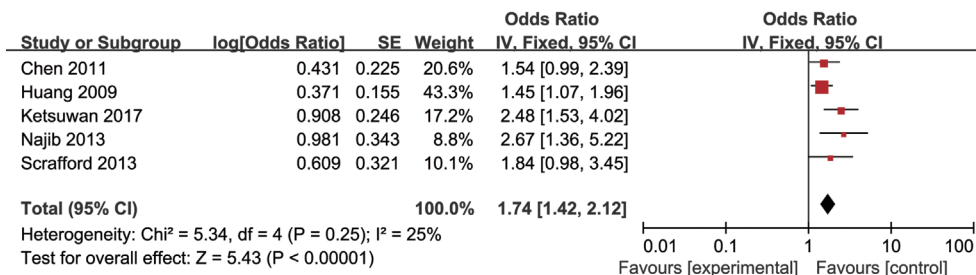 Odds Ratio Odds Ratio
Study or Subgroup log[Odds Ratio] SE Weight IV, Fixed, 95% CI IV, Fixed, 95% CI
Chen 2011 0.431 0.225 20.6% 1.54 [0.99, 2.39]
Huang 2009 0.371 0.155 43.3% 1.45 [1.07, 1.96]
Ketsuwan 2017 0.908 0.246 17.2% 2.48 [1.53, 4.02]
Najib 2013 0.981 0.343 8.8% 2.67 [1.36, 5.22]
Scrafford 2013 0.609 0.321 10.1% 1.84 [0.98, 3.45]
Total (95% CI) 100.0% 1.74 [1.42, 2.12]
Heterogeneity: Chi² = 5.34, df = 4 (P = 0.25); I² = 25%
Test for overall effect: Z = 5.43 (P < 0.00001)
0.01 0.1 1 10 100
Favours [experimental] Favours [control]